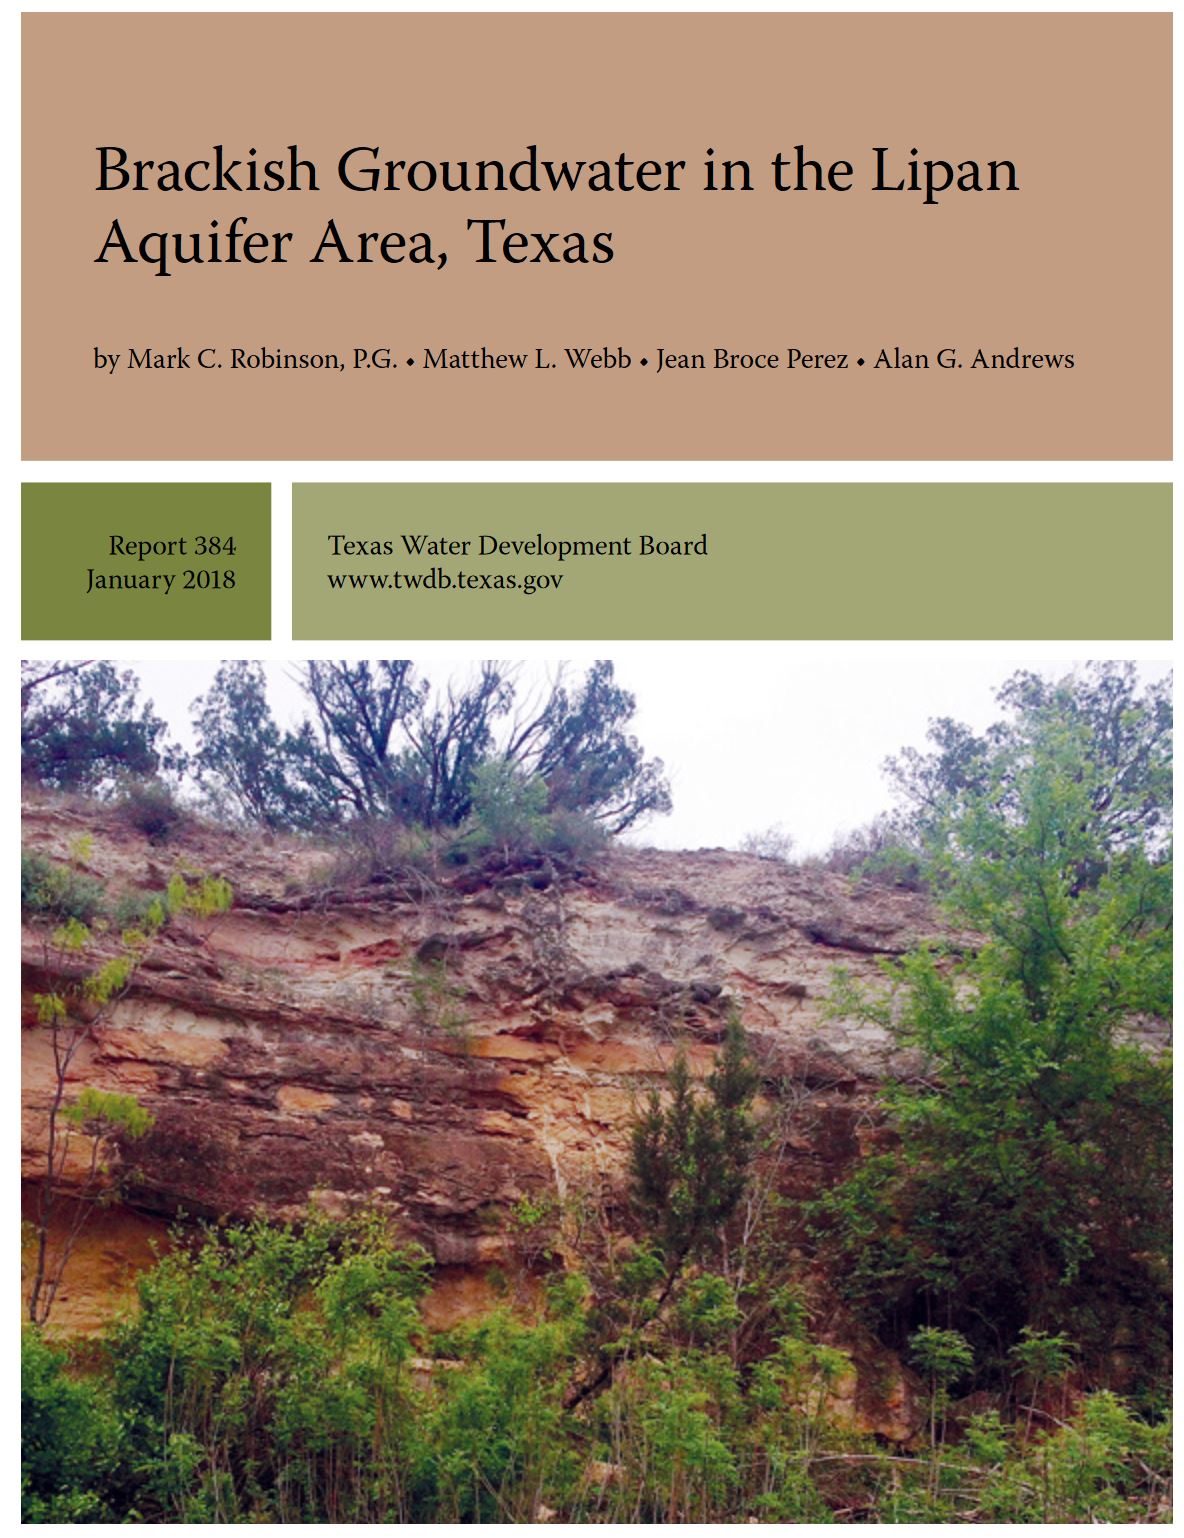 Brackish Groundwater in the Lipan
Aquifer Area, Texas
by Mark C. Robinson, P.G. ⬩ Matthew L. Webb ⬩ Jean Broce Perez ⬩ Alan G. Andrews
Report 384
January 2018
Texas Water Development Board
www.twdb.texas.gov